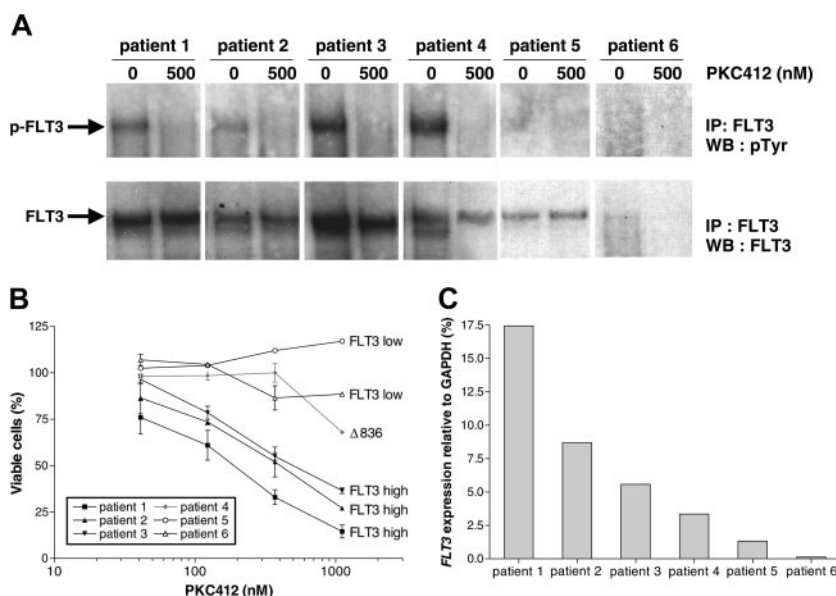 A
patient 1 patient 2 patient 3 patient 4 patient 5 patient 6
0 500 0 500 0 500 0 500 0 500 0 500 PKC412 (nM)
p-FLT3
IP: FLT3
WB : pTyr
FLT3
IP : FLT3
WB : FLT3
B
Viable cells (%)
125
100
75
50
25
0
10 100 1000
PKC412 (nM)
FLT3 low
FLT3 low
Δ836
FLT3 high
FLT3 high
FLT3 high
patient 1 patient 4
patient 2 patient 5
patient 3 patient 6
C
FLT3 expression relative to GAPDH (%)
17.5
15.0
12.5
10.0
7.5
5.0
2.5
0.0
patient 1 patient 2 patient 3 patient 4 patient 5 patient 6